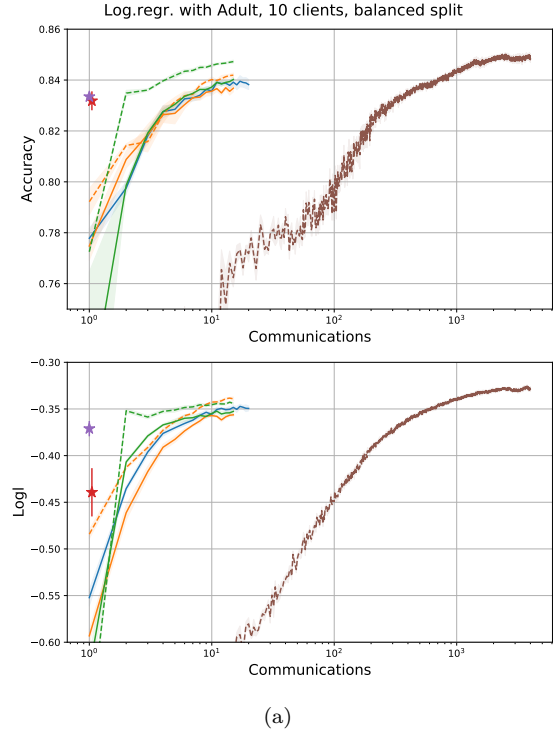 Log.regr. with Adult, 10 clients, balanced split
0.86
0.84
0.82
0.80
0.78
0.76
Accuracy
10⁰ 10¹ 10² 10³
Communications
−0.30
−0.35
−0.40
−0.45
−0.50
−0.55
−0.60
Logl
10⁰ 10¹ 10² 10³
Communications
(a)